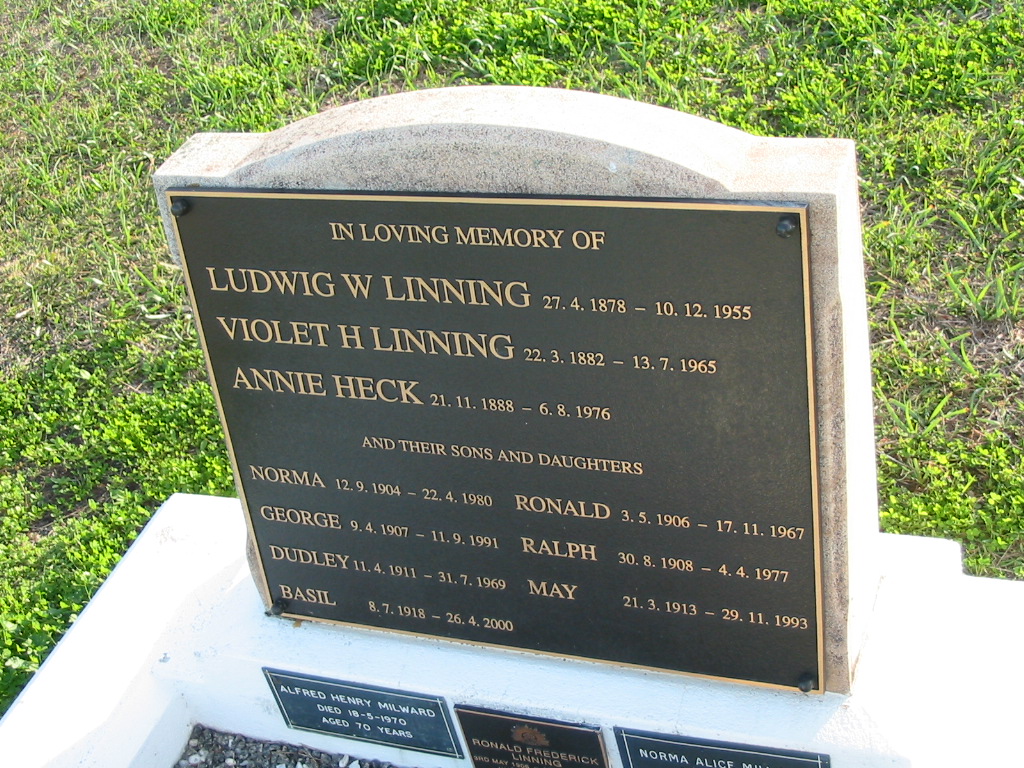 IN LOVING MEMORY OF
LUDWIG W LINNING 27. 4. 1878 – 10. 12. 1955
VIOLET H LINNING 22. 3. 1882 – 13. 7. 1965
ANNIE HECK 21. 11. 1888 – 6. 8. 1976
AND THEIR SONS AND DAUGHTERS
NORMA 12. 9. 1904 – 22. 4. 1980 RONALD 3. 5. 1906 – 17. 11. 1967
GEORGE 9. 4. 1907 – 11. 9. 1991 RALPH 30. 8. 1908 – 4. 4. 1977
DUDLEY 11. 4. 1911 – 31. 7. 1969 MAY 21. 3. 1913 – 29. 11. 1993
BASIL 8. 7. 1918 – 26. 4. 2000
ALFRED HENRY MILWARD
DIED 18-5-1970
AGED 70 YEARS
RONALD FREDERICK
LINNING
3RD MAY 1906
NORMA ALICE